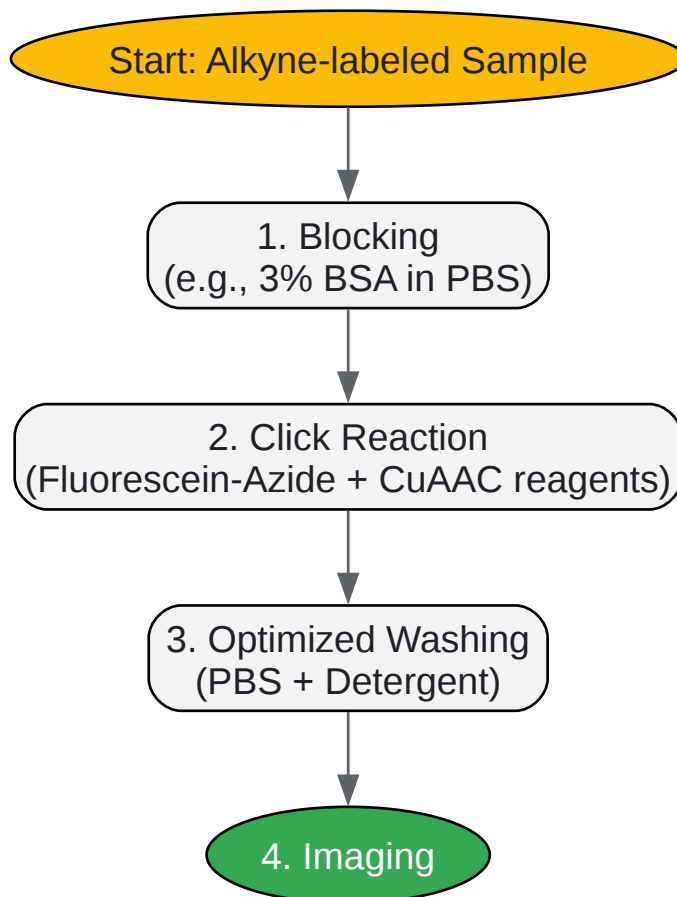 Start: Alkyne-labeled Sample
1. Blocking
(e.g., 3% BSA in PBS)
2. Click Reaction
(Fluorescein-Azide + CuAAC reagents)
3. Optimized Washing
(PBS + Detergent)
4. Imaging